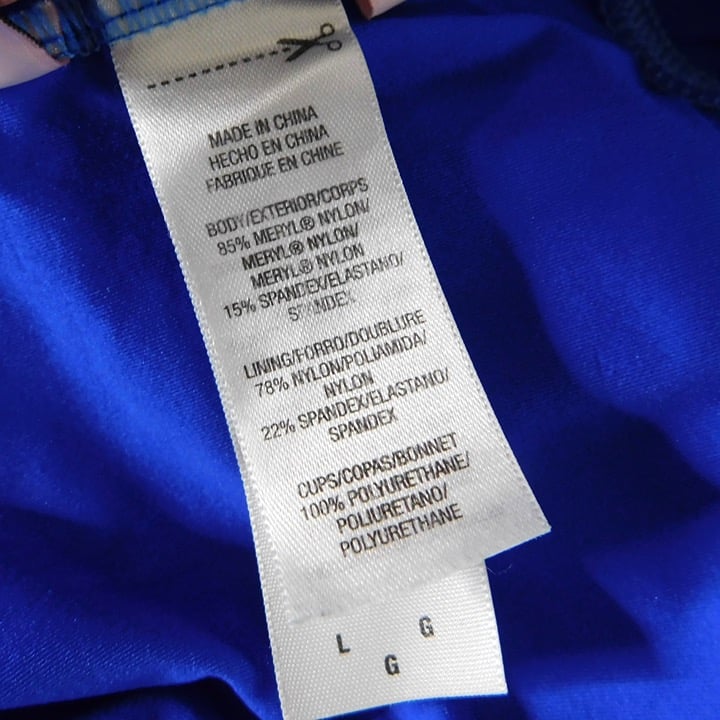 MADE IN CHINA
HECHO EN CHINA
FABRIQUE EN CHINE
BODY/EXTERIOR/CORPS
85% MERYL® NYLON/
MERYL® NYLON/
MERYL® NYLON
15% SPANDEX/ELASTANO/
SPANDEX
LINING/FORRO/DOUBLURE
78% NYLON/POLIAMIDA/
NYLON
22% SPANDEX/ELASTANO/
SPANDEX
CUPS/COPAS/BONNET
100% POLYURETHANE/
POLIURETANO/
POLYURETHANE
L G
G